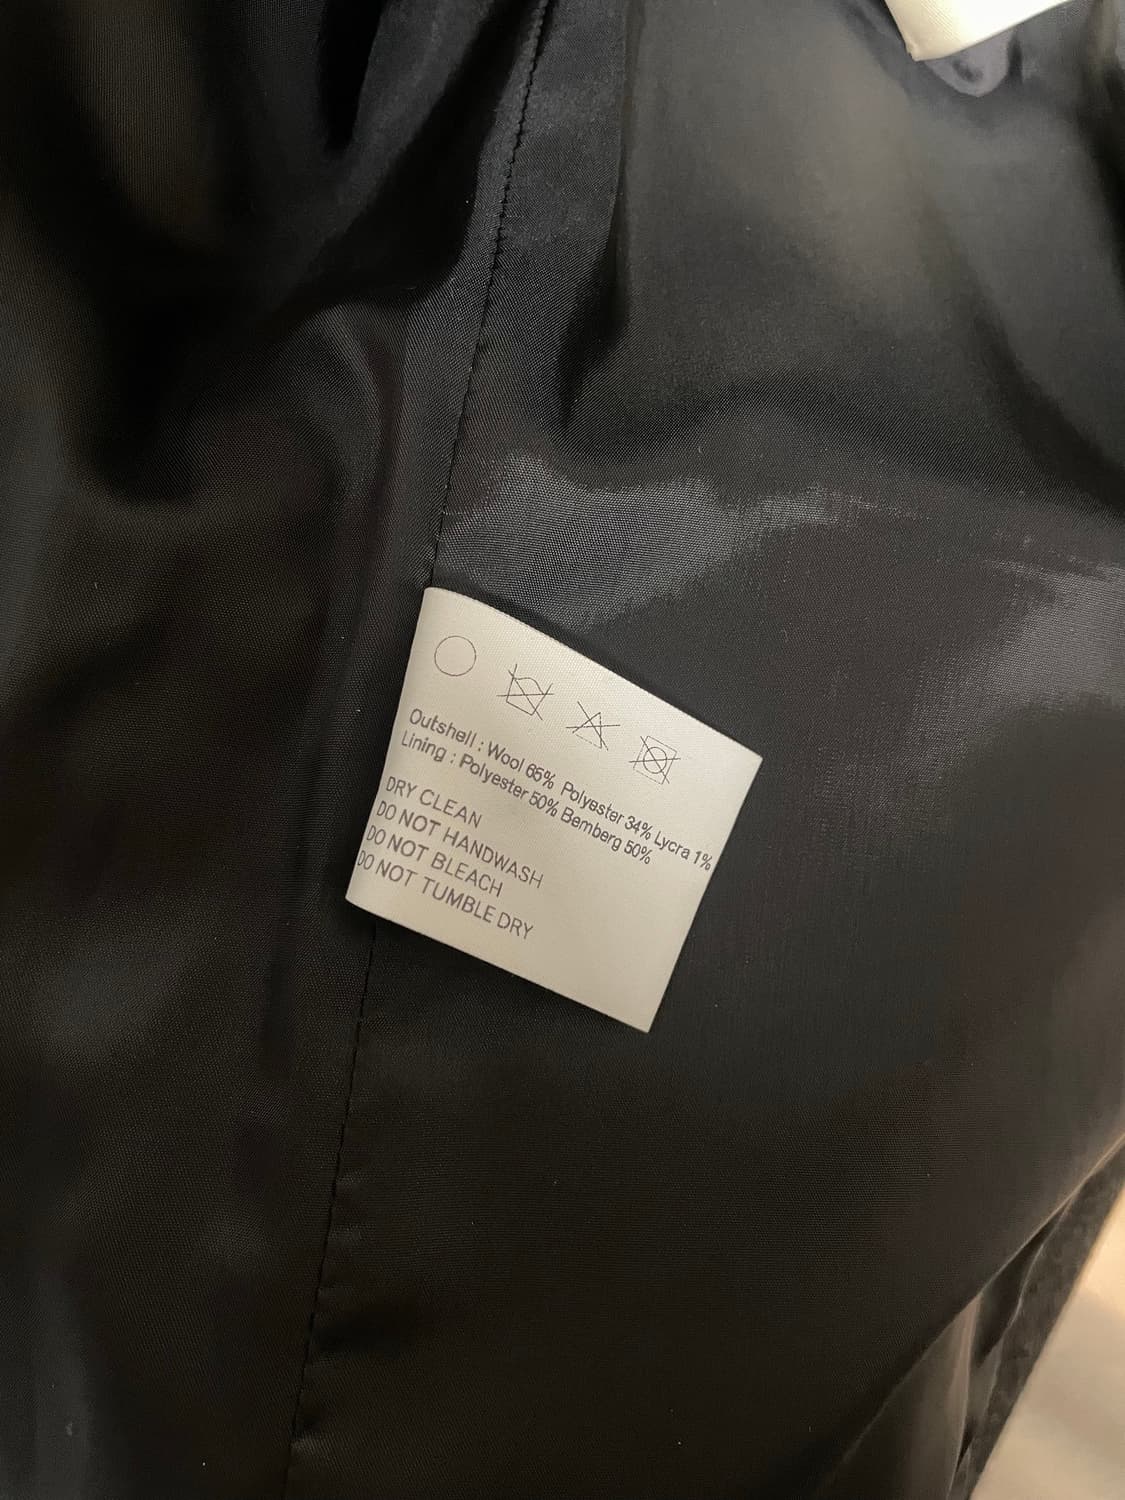 Outshell : Wool 65% Polyester 34% Lycra 1%
Lining : Polyester 50% Bemberg 50%
DRY CLEAN
DO NOT HANDWASH
DO NOT BLEACH
DO NOT TUMBLE DRY